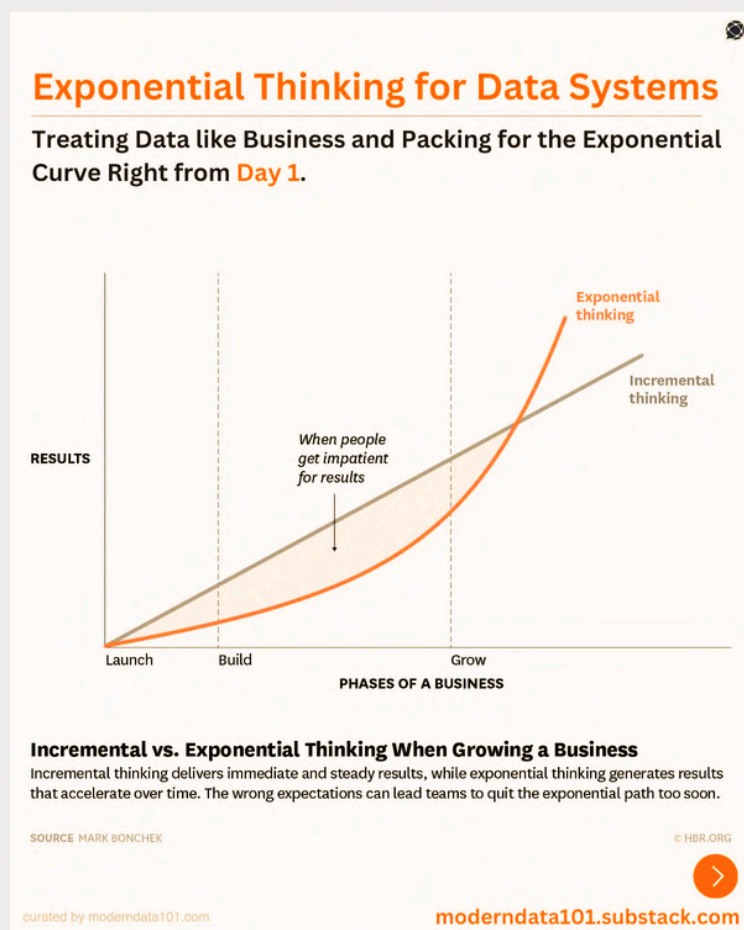 Exponential Thinking for Data Systems
Treating Data like Business and Packing for the Exponential
Curve Right from Day 1.
Exponential
thinking
Incremental
thinking
When people
get impatient
for results
RESULTS
Launch
Build
Grow
PHASES OF A BUSINESS
Incremental vs. Exponential Thinking When Growing a Business
Incremental thinking delivers immediate and steady results, while exponential thinking generates results
that accelerate over time. The wrong expectations can lead teams to quit the exponential path too soon.
SOURCE MARK BONCHEK
© HBR.ORG
curated by moderndata101.com
moderndata101.substack.com